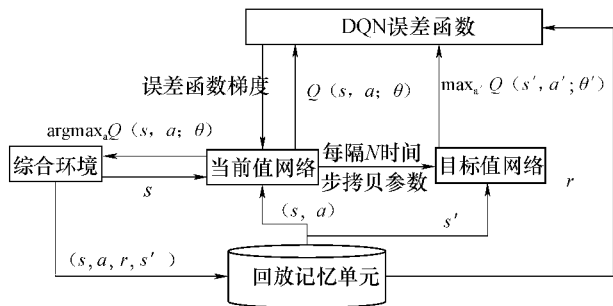 DQN误差函数
误差函数梯度
Q（s，a；θ）
maxₐ′ Q（s′，a′；θ′）
argmaxₐQ（s，a；θ）
综合环境
s
当前值网络
每隔N时间
步拷贝参数
目标值网络
r
（s，a）
s′
（s,a,r,s′）
回放记忆单元